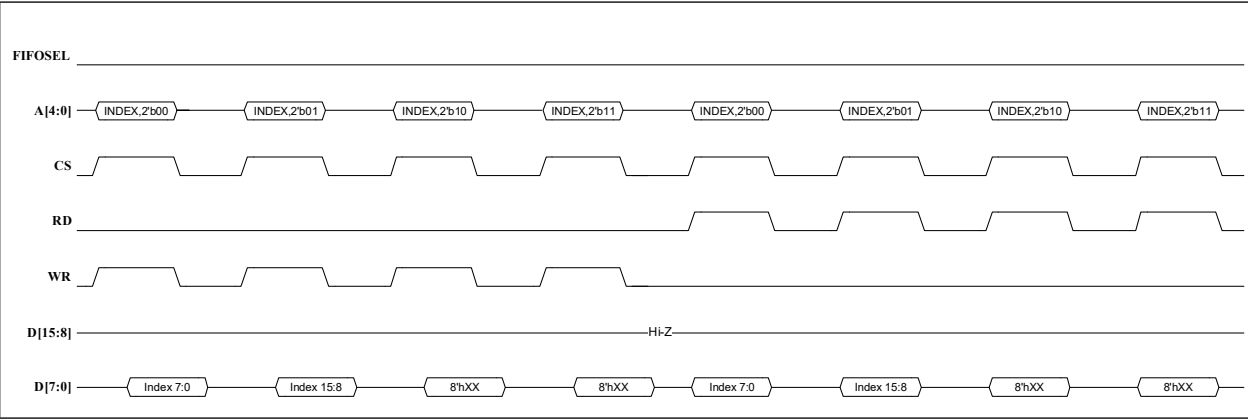 FIFOSEL
A[4:0] INDEX,2'b00 INDEX,2'b01 INDEX,2'b10 INDEX,2'b11 INDEX,2'b00 INDEX,2'b01 INDEX,2'b10 INDEX,2'b11
CS
RD
WR
D[15:8] Hi-Z
D[7:0] Index 7:0 Index 15:8 8'hXX 8'hXX Index 7:0 Index 15:8 8'hXX 8'hXX